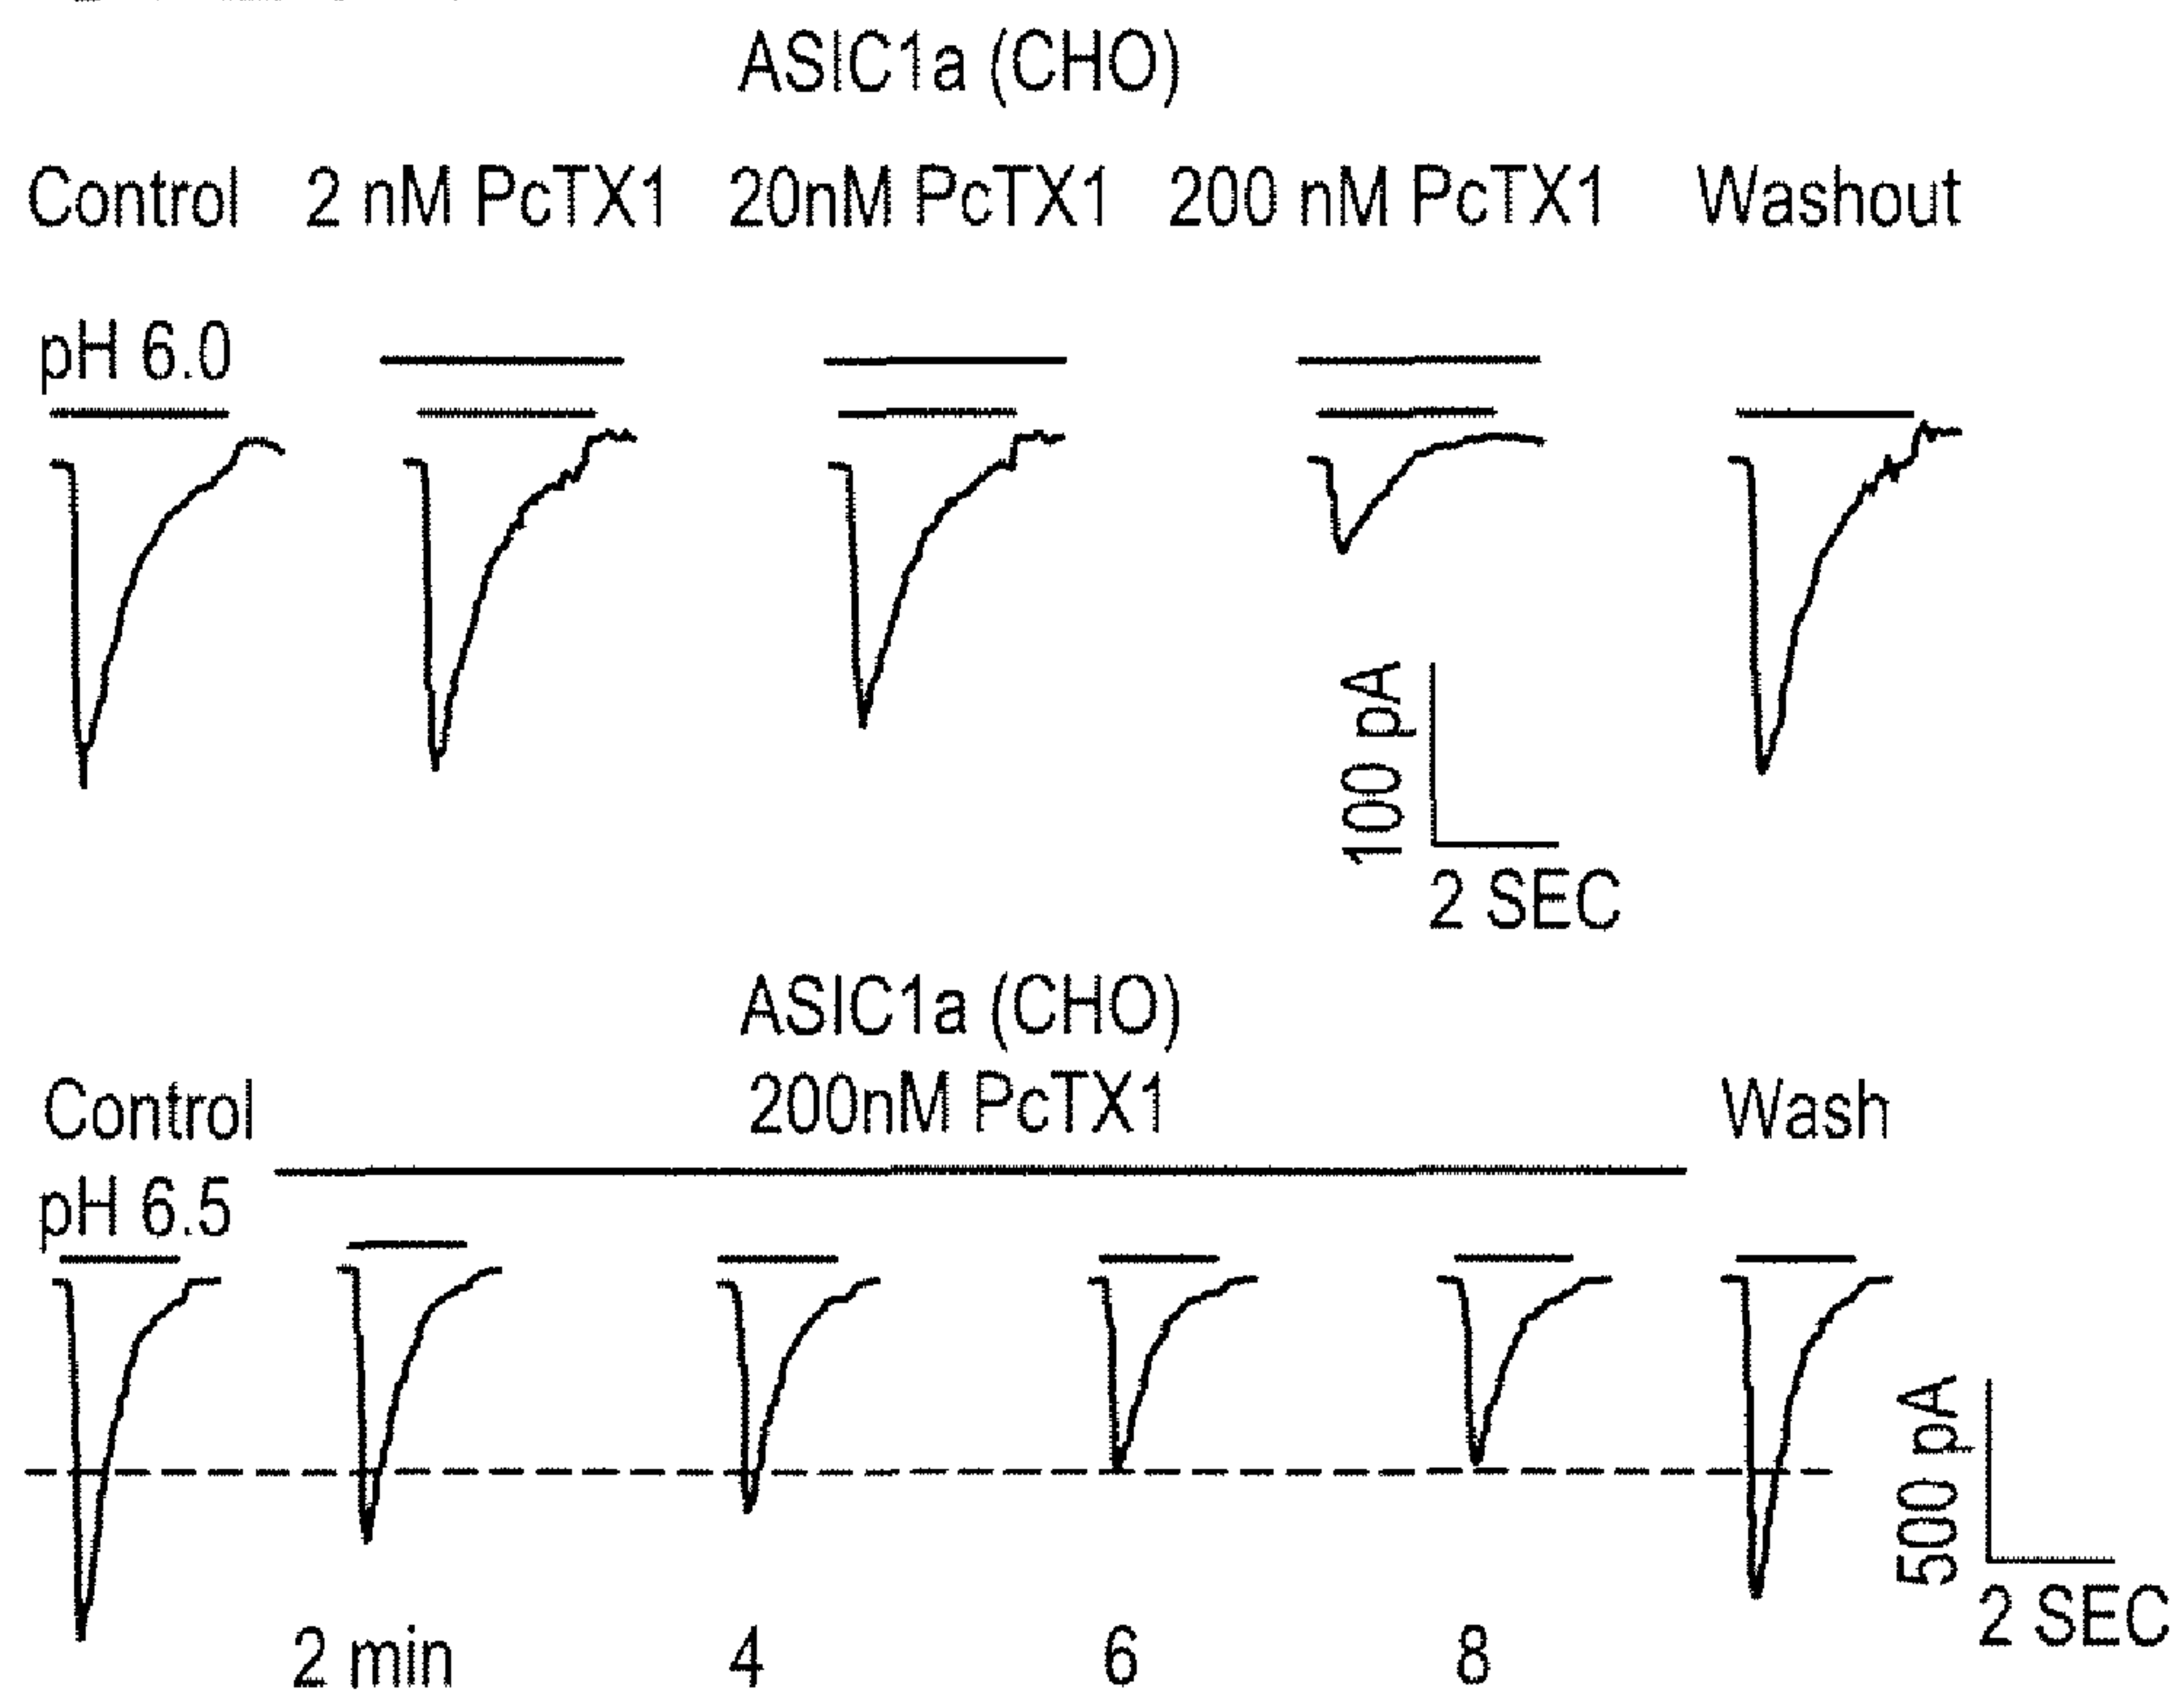 ASIC1a (CHO)
Control 2 nM PcTX1 20nM PcTX1 200 nM PcTX1 Washout
pH 6.0
100 pA
2 SEC
ASIC1a (CHO)
Control 200nM PcTX1 Wash
pH 6.5
500 pA
2 SEC
2 min 4 6 8